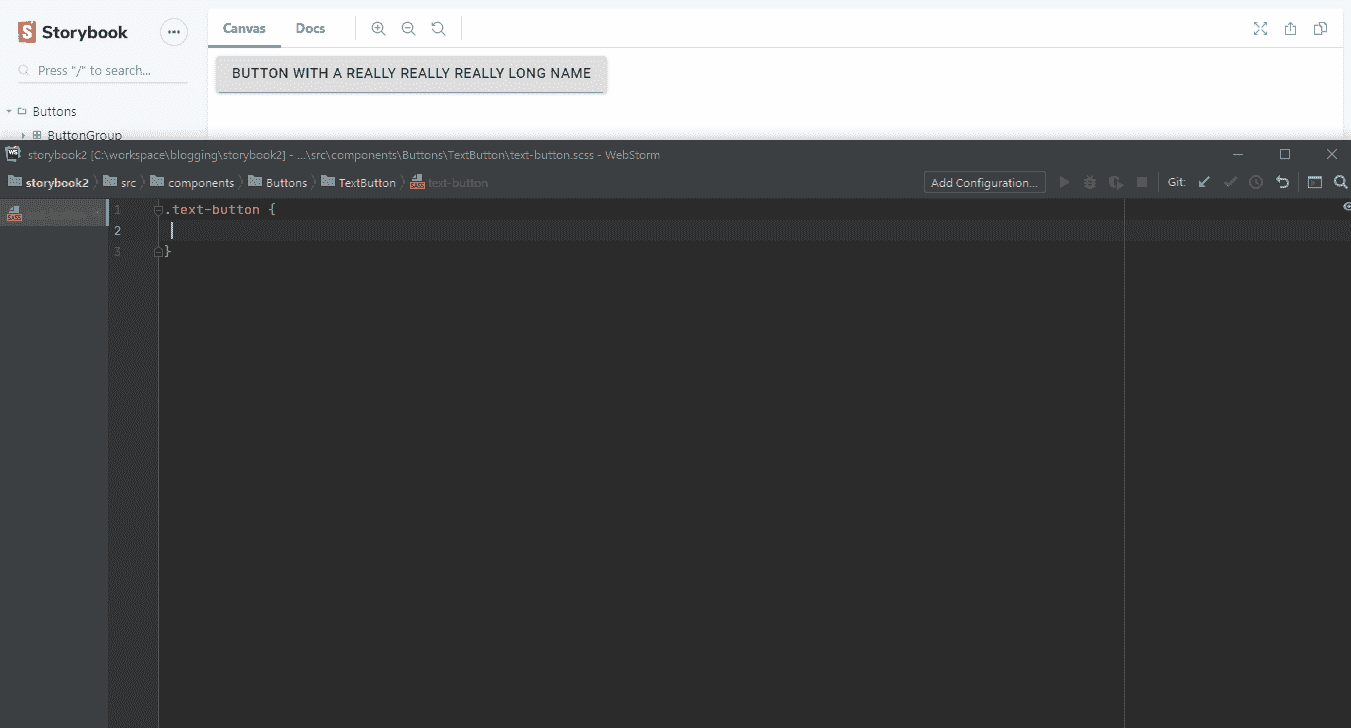 Storybook
Canvas Docs
Press "/" to search...
BUTTON WITH A REALLY REALLY REALLY LONG NAME
Buttons
ButtonGroup
storybook2 [C:\workspace\blogging\storybook2] - ...\src\components\Buttons\TextButton\text-button.scss - WebStorm
storybook2 src components Buttons TextButton text-button Add Configuration... Git:
1 .text-button {
2
3 }